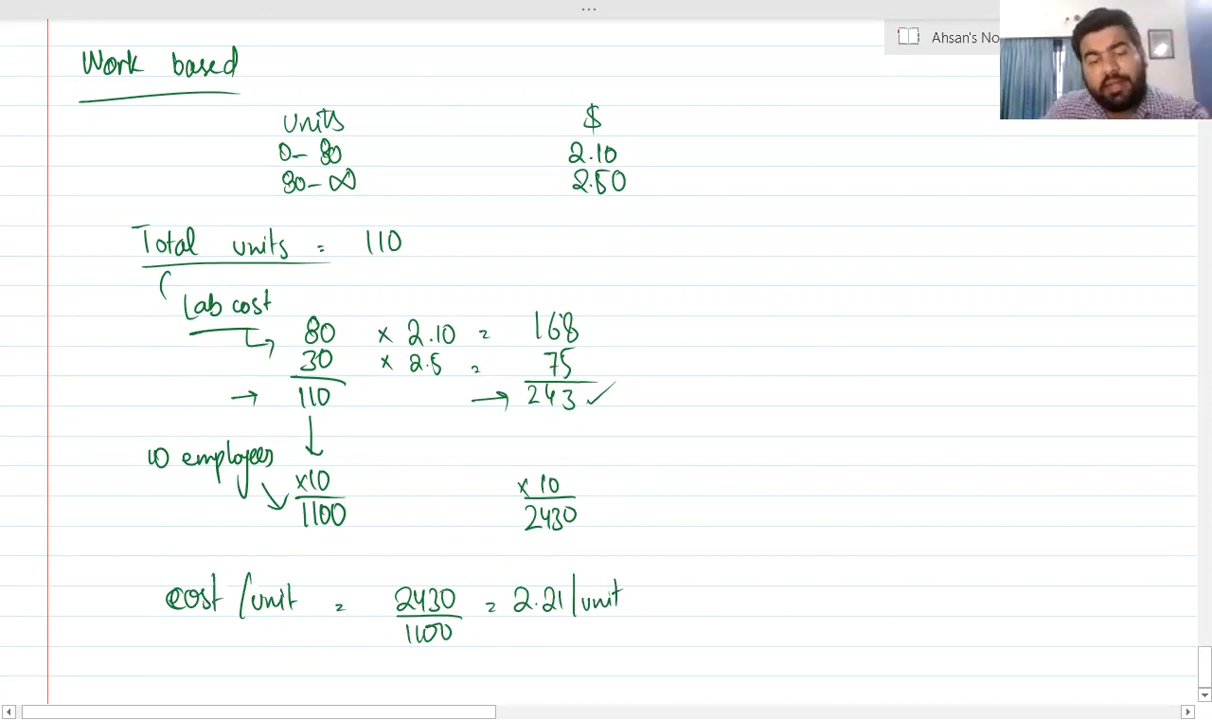 ...
Ahsan's No
Work based
units $
0-80 2.10
80-∞ 2.50
Total units = 110
Lab cost
→ 80 × 2.10 = 168
30 × 2.5 = 75
→ 110 → 243 ✓
10 employees
×10 × 10
1100 2430
cost/unit = 2430 = 2.21/unit
1100